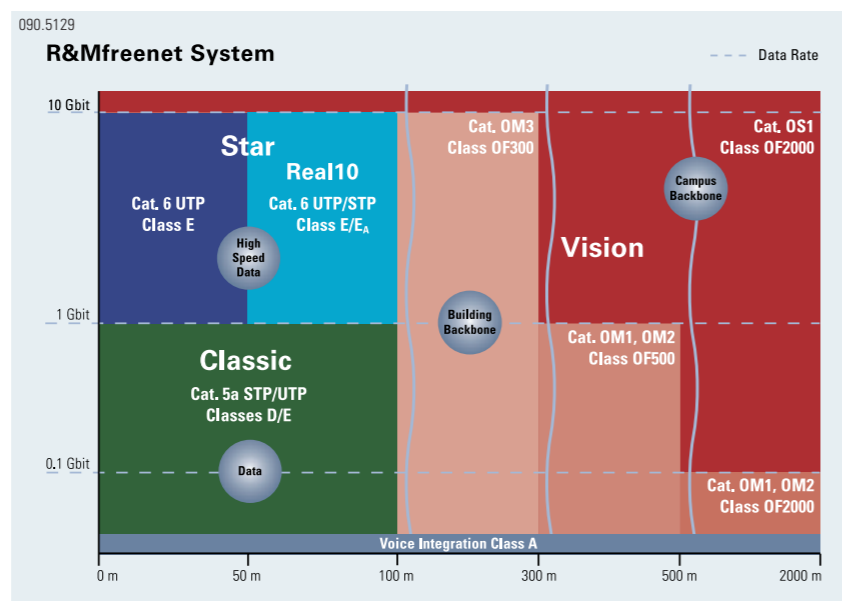 090.5129
R&Mfreenet System
Data Rate
10 Gbit
Star
Real10
Cat. 6 UTP
Class E
Cat. 6 UTP/STP
Class E/EA
High
Speed
Data
Cat. OM3
Class OF300
Cat. OS1
Class OF2000
Campus
Backbone
Vision
Building
Backbone
1 Gbit
Classic
Cat. 5a STP/UTP
Classes D/E
Cat. OM1, OM2
Class OF500
0.1 Gbit
Data
Cat. OM1, OM2
Class OF2000
Voice Integration Class A
0 m
50 m
100 m
300 m
500 m
2000 m